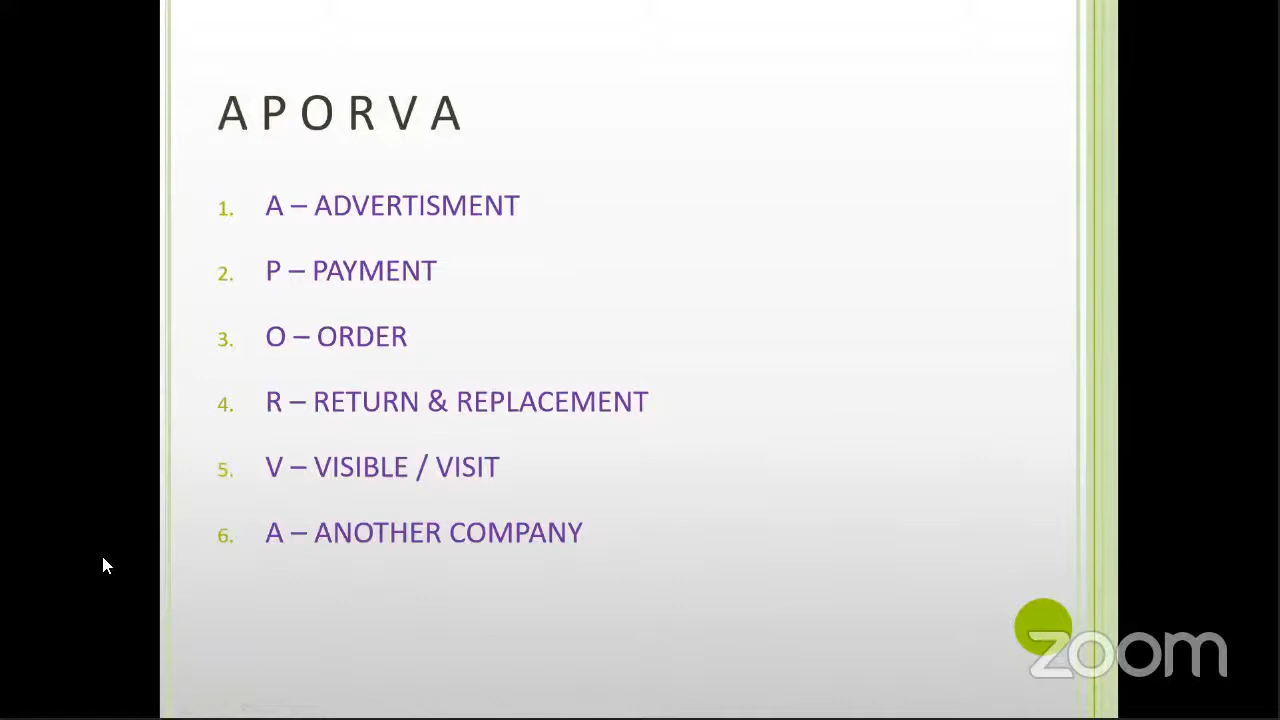 A P O R V A
1. A – ADVERTISMENT
2. P – PAYMENT
3. O – ORDER
4. R – RETURN & REPLACEMENT
5. V – VISIBLE / VISIT
6. A – ANOTHER COMPANY
zoom